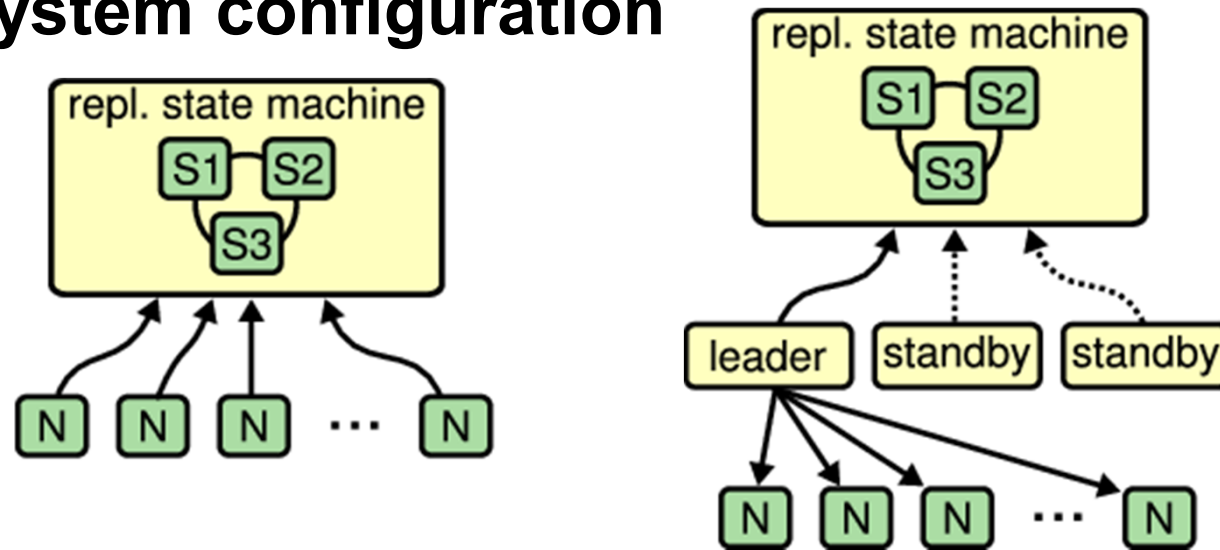 ystem configuration
repl. state machine
S1 S2
S3
N N N ... N
repl. state machine
S1 S2
S3
leader standby standby
N N N ... N